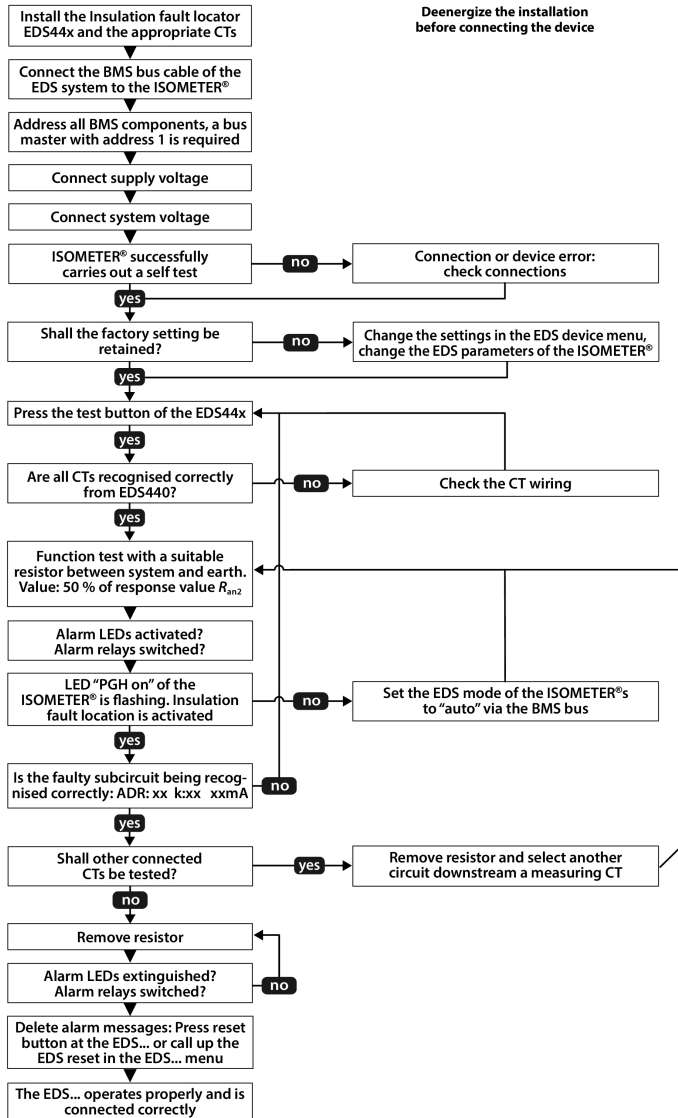 Install the Insulation fault locator
EDS44x and the appropriate CTs
Deenergize the installation
before connecting the device
Connect the BMS bus cable of the
EDS system to the ISOMETER®
Address all BMS components, a bus
master with address 1 is required
Connect supply voltage
Connect system voltage
ISOMETER® successfully
carries out a self test
no
Connection or device error:
check connections
yes
Shall the factory setting be
retained?
no
Change the settings in the EDS device menu,
change the EDS parameters of the ISOMETER®
yes
Press the test button of the EDS44x
yes
Are all CTs recognised correctly
from EDS440?
no
Check the CT wiring
yes
Function test with a suitable
resistor between system and earth.
Value: 50 % of response value Ran2
Alarm LEDs activated?
Alarm relays switched?
LED “PGH on” of the
ISOMETER® is flashing. Insulation
fault location is activated
no
Set the EDS mode of the ISOMETER®s
to “auto” via the BMS bus
yes
Is the faulty subcircuit being recog-
nised correctly: ADR: xx k:xx xxmA
no
yes
Shall other connected
CTs be tested?
yes
Remove resistor and select another
circuit downstream a measuring CT
no
Remove resistor
Alarm LEDs extinguished?
Alarm relays switched?
no
Delete alarm messages: Press reset
button at the EDS... or call up the
EDS reset in the EDS... menu
The EDS... operates properly and is
connected correctly